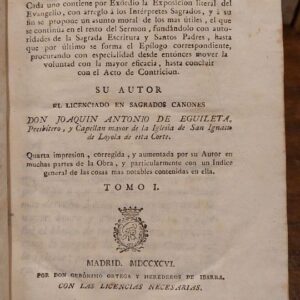 Cada uno contiene por Exôrdio la Exposicion literal del
Evangelio, con arreglo á los Intérpretes Sagrados, y á su
fin se propone un asunto moral de los mas útiles, el que
se continúa en el resto del Sermon, fundándolo con auto-
ridades de la Sagrada Escritura y Santos Padres, hasta
que por último se forma el Epílogo correspondiente,
procurando con especialidad desde entónces mover la
voluntad con la mayor eficacia, hasta concluir
con el Acto de Contricion.
SU AUTOR
EL LICENCIADO EN SAGRADOS CANONES
DON JOAQUIN ANTONIO DE EGUILETA,
Presbítero, y Capellan mayor de la Iglesia de San Ignacio
de Loyola de esta Corte.
Quarta impresion, corregida, y aumentada por su Autor en
muchas partes de la Obra, y particularmente con un Indice
general de las cosas mas notables contenidas en ella.
TOMO I.
MADRID. MDCCXCVI.
POR DON GERÓNIMO ORTEGA Y HEREDEROS DE IBARRA.
CON LAS LICENCIAS NECESARIAS.